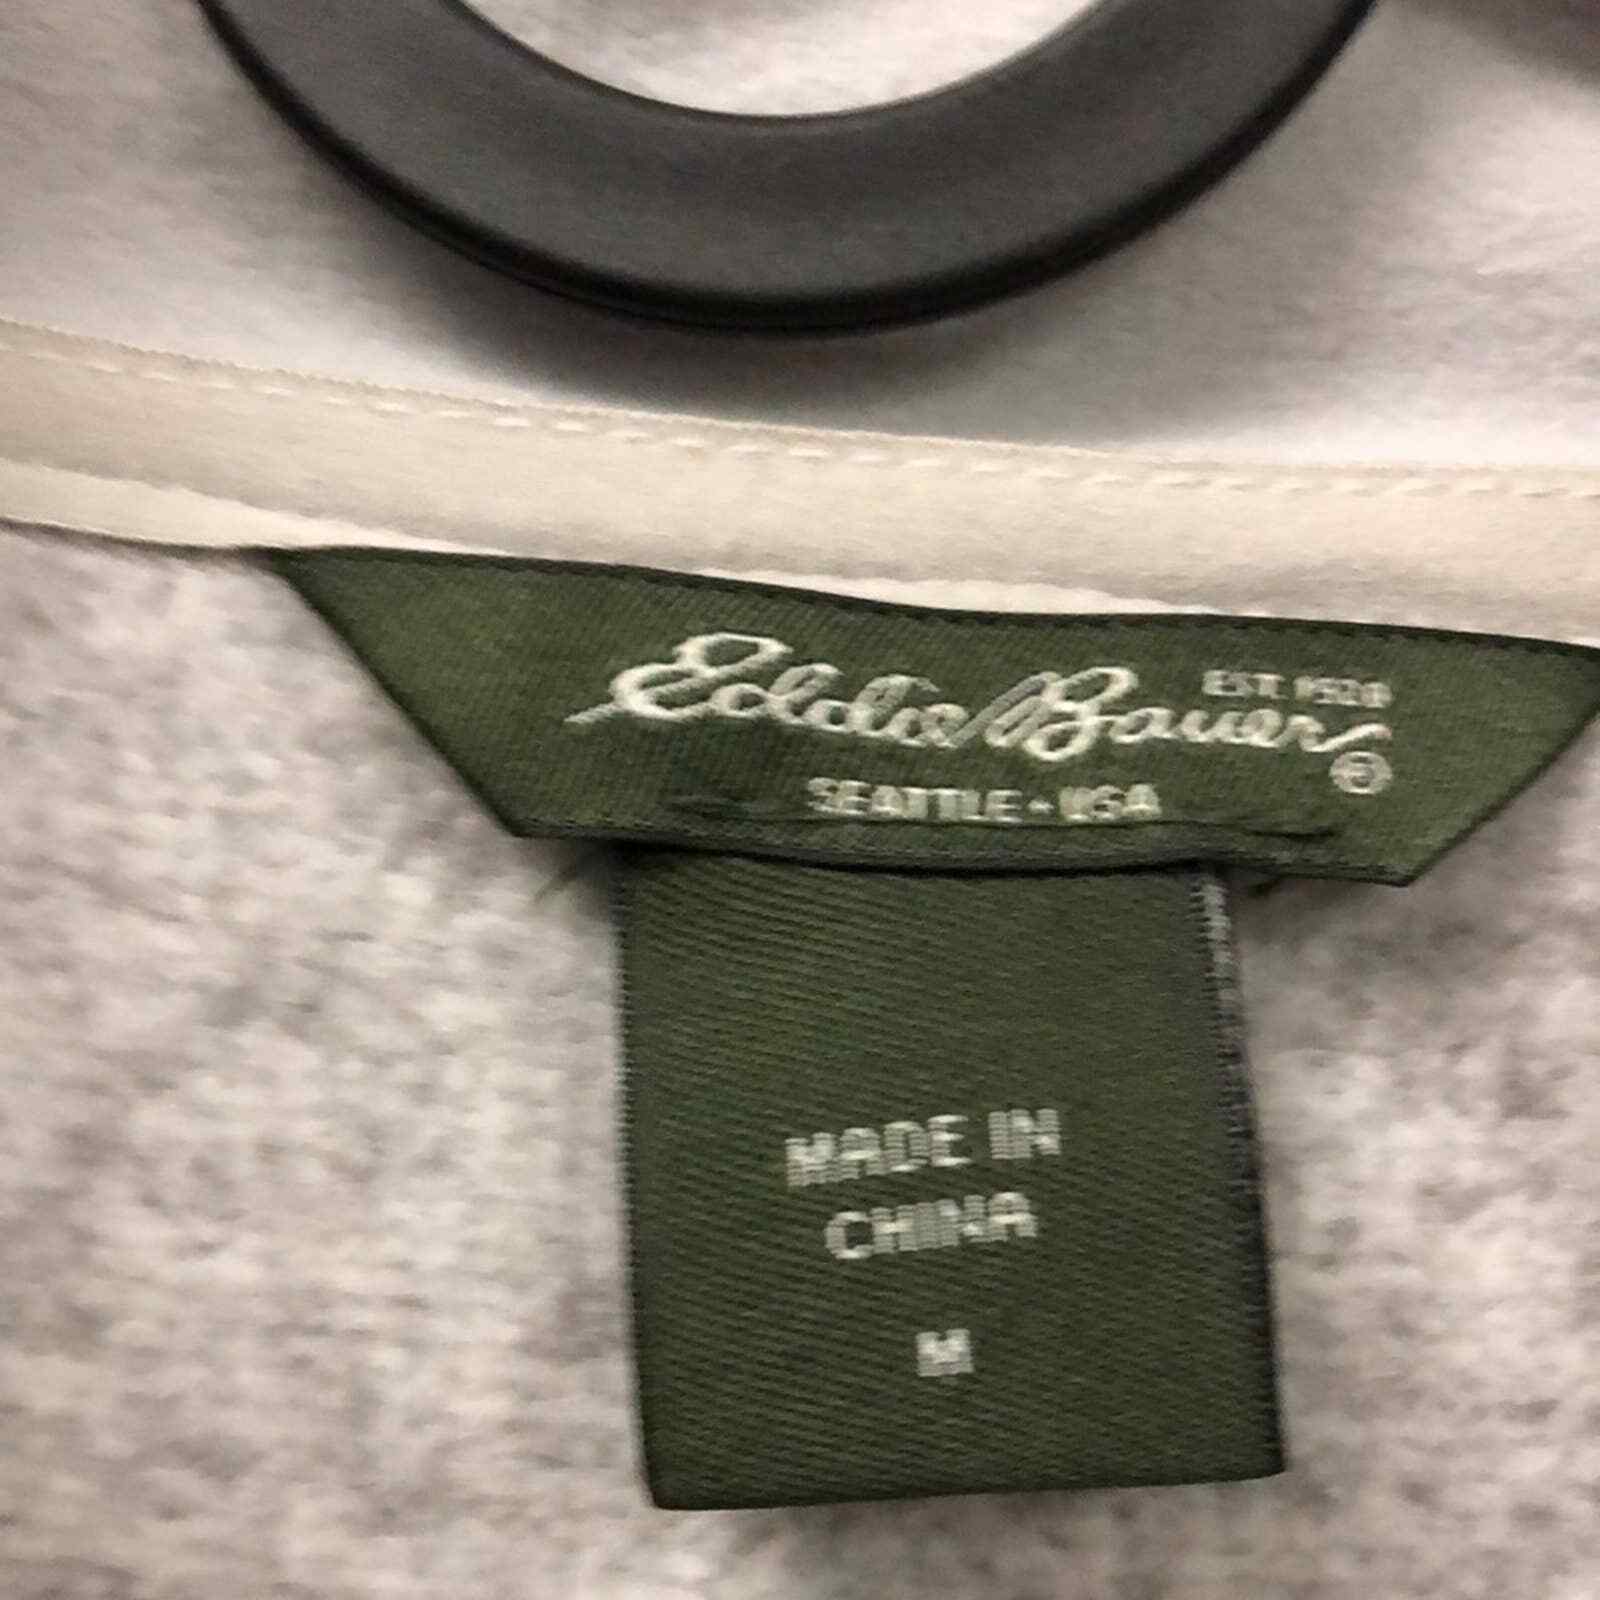 Eddie Bauer EST. 1920
®
SEATTLE • USA
MADE IN
CHINA
M